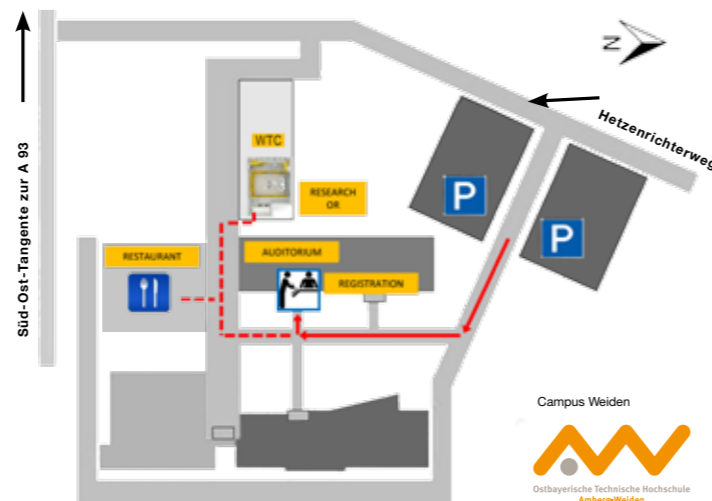 Süd-Ost-Tangente zur A 93
N
Hetzenrichterweg
WTC
RESEARCH
OR
P
P
RESTAURANT
AUDITORIUM
REGISTRATION
Campus Weiden
Ostbayerische Technische Hochschule
Amberg-Weiden